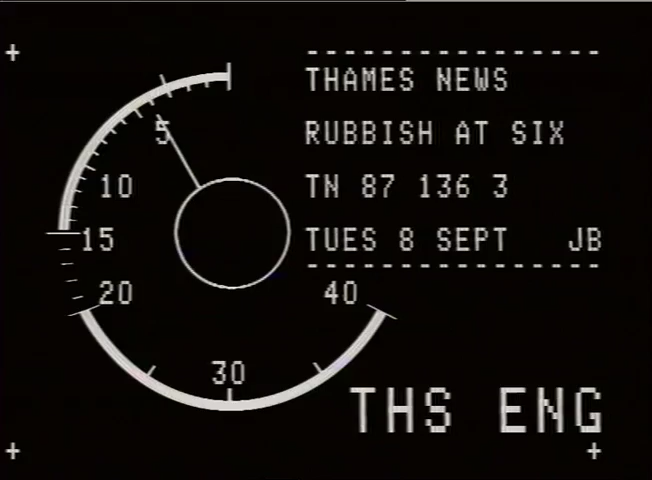 THAMES NEWS
RUBBISH AT SIX
TN 87 136 3
TUES 8 SEPT JB
5
10
15
20
30
40
THS ENG